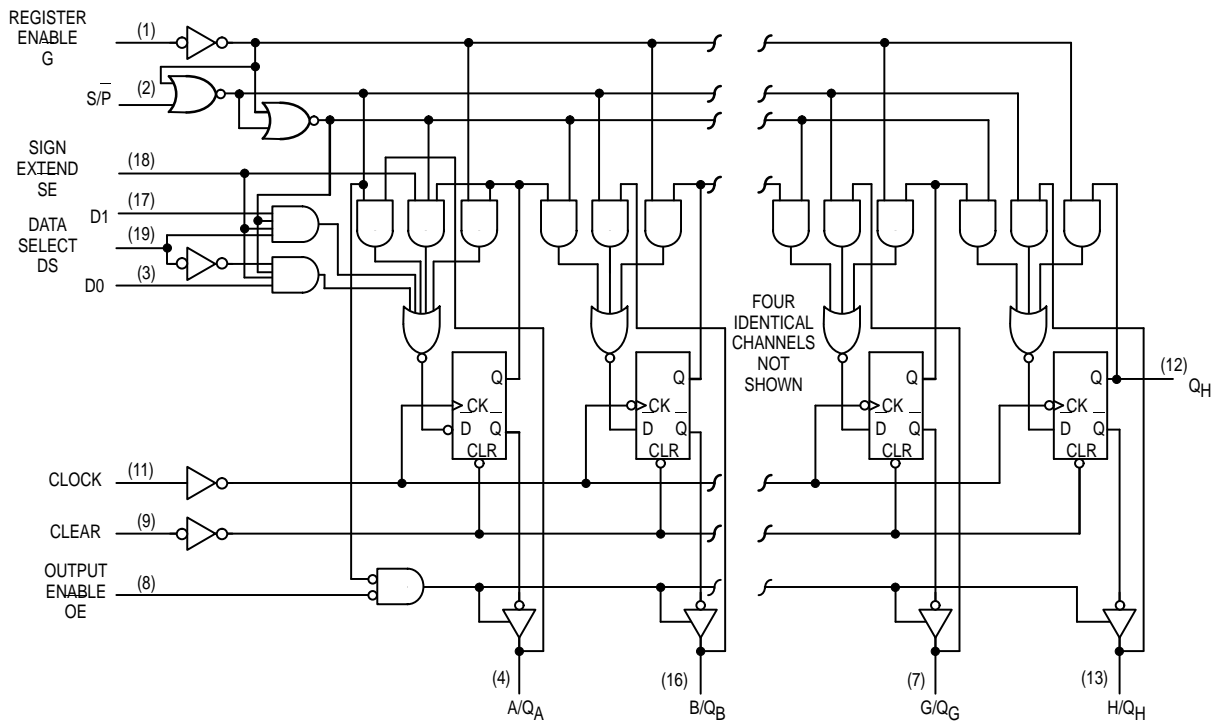 REGISTER
ENABLE
G
(1)
S/P̅
(2)
SIGN
EXTEND
SE
(18)
D1
(17)
DATA
SELECT
DS
(19)
D0
(3)
FOUR
IDENTICAL
CHANNELS
NOT
SHOWN
Q
CK
D̅
Q̅
CLR
Q
CK
D̅
Q̅
CLR
Q
CK
D̅
Q̅
CLR
Q
CK
D̅
Q̅
CLR
(12)
QH
CLOCK
(11)
CLEAR
(9)
OUTPUT
ENABLE
OE
(8)
(4)
A/QA
(16)
B/QB
(7)
G/QG
(13)
H/QH